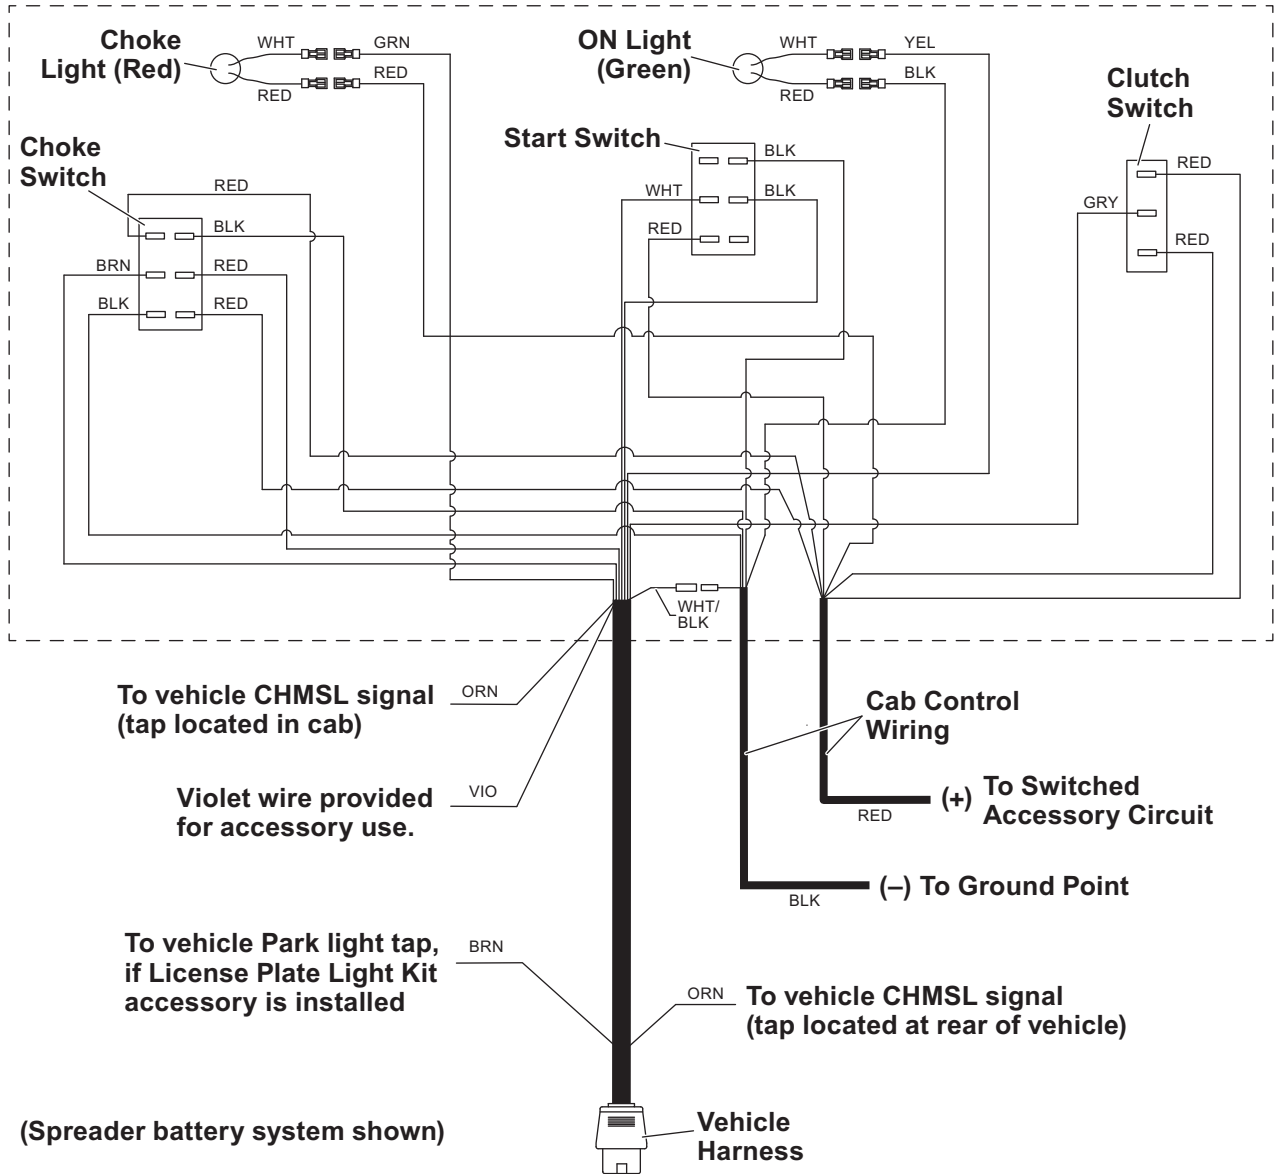 Choke
Light (Red)
WHT
GRN
RED
RED
ON Light
(Green)
WHT
YEL
BLK
RED
Clutch
Switch
Choke
Switch
Start Switch
BLK
RED
RED
WHT
BLK
GRY
BLK
RED
RED
BRN
RED
BLK
RED
WHT/
BLK
To vehicle CHMSL signal
(tap located in cab)
ORN
Cab Control
Wiring
Violet wire provided
for accessory use.
VIO
(+) To Switched
Accessory Circuit
RED
(–) To Ground Point
BLK
To vehicle Park light tap,
if License Plate Light Kit
accessory is installed
BRN
ORN
To vehicle CHMSL signal
(tap located at rear of vehicle)
(Spreader battery system shown)
Vehicle
Harness